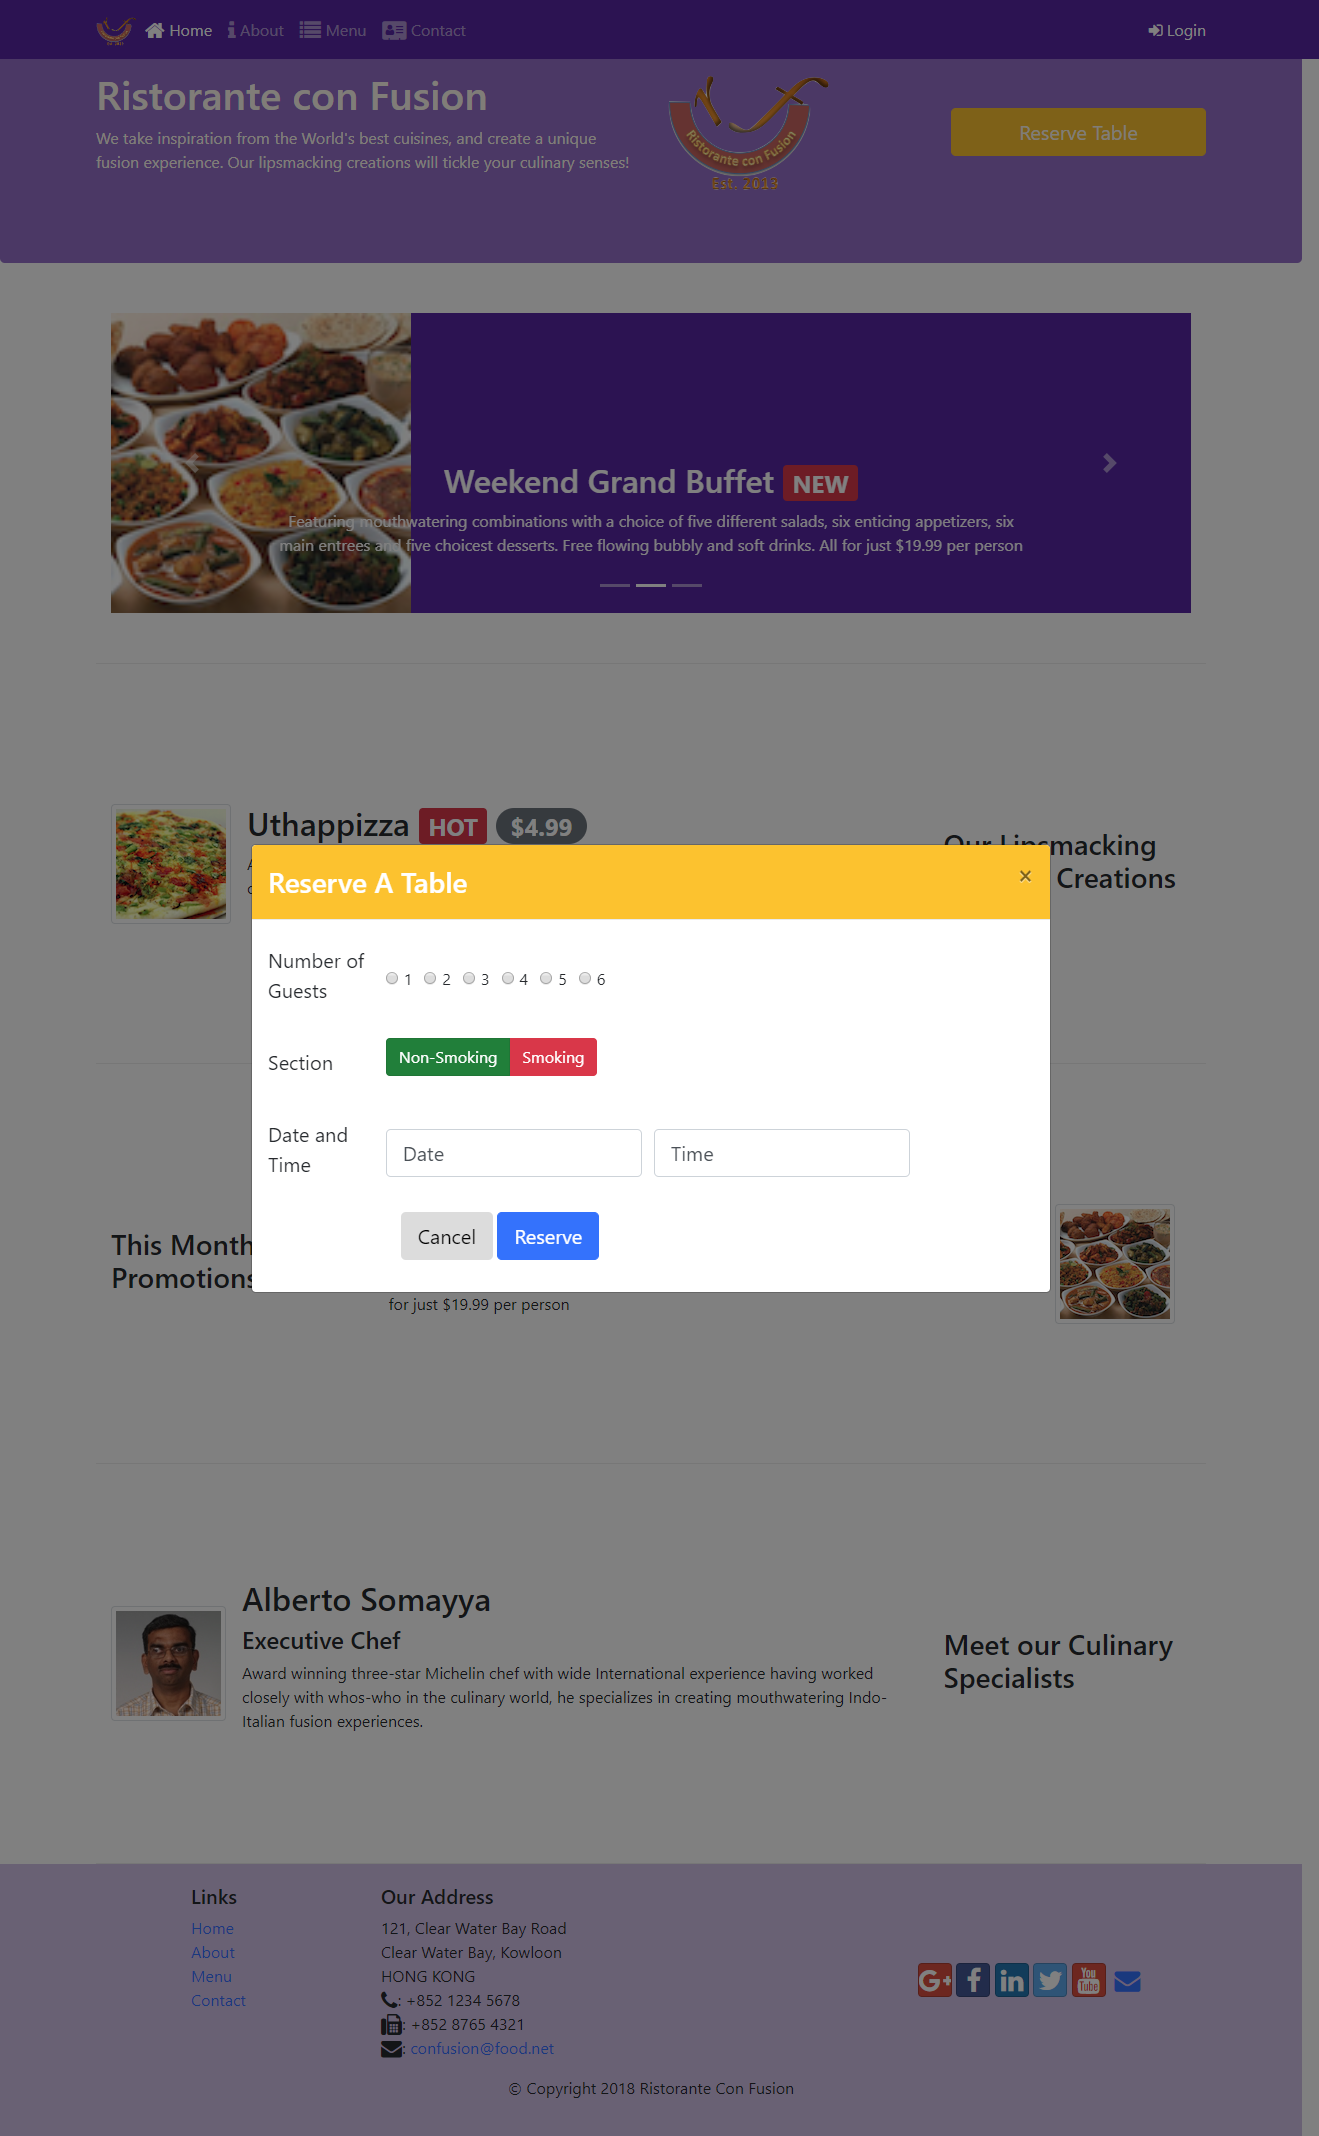 Home About Menu Contact Login
Ristorante con Fusion
We take inspiration from the World's best cuisines, and create a unique
fusion experience. Our lipsmacking creations will tickle your culinary senses!
Ristorante con Fusion
Est. 2013
Reserve Table
Weekend Grand Buffet NEW
Featuring mouthwatering combinations with a choice of five different salads, six enticing appetizers, six
main entrees and five choicest desserts. Free flowing bubbly and soft drinks. All for just $19.99 per person
Uthappizza HOT $4.99
Our Lipsmacking
Creations
Reserve A Table ×
Number of
Guests
1 2 3 4 5 6
Section
Non-Smoking Smoking
Date and
Time
Date Time
Cancel Reserve
This Month
Promotions
for just $19.99 per person
Alberto Somayya
Executive Chef
Award winning three-star Michelin chef with wide International experience having worked
closely with whos-who in the culinary world, he specializes in creating mouthwatering Indo-
Italian fusion experiences.
Meet our Culinary
Specialists
Links
Home
About
Menu
Contact
Our Address
121, Clear Water Bay Road
Clear Water Bay, Kowloon
HONG KONG
: +852 1234 5678
: +852 8765 4321
: confusion@food.net
G+ f in You Tube
© Copyright 2018 Ristorante Con Fusion